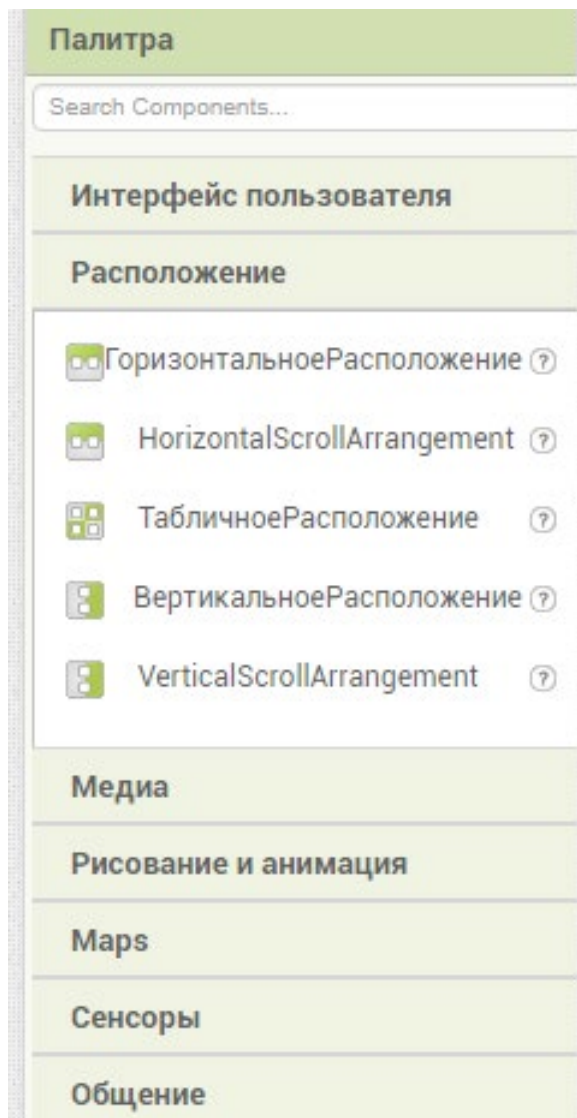 Палитра
Search Components...
Интерфейс пользователя
Расположение
ГоризонтальноеРасположение ?
HorizontalScrollArrangement ?
ТабличноеРасположение ?
ВертикальноеРасположение ?
VerticalScrollArrangement ?
Медиа
Рисование и анимация
Maps
Сенсоры
Общение